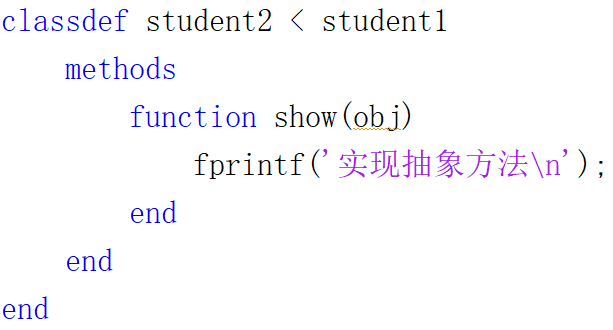 classdef student2 < student1
    methods
        function show(obj)
            fprintf('实现抽象方法\n');
        end
    end
end